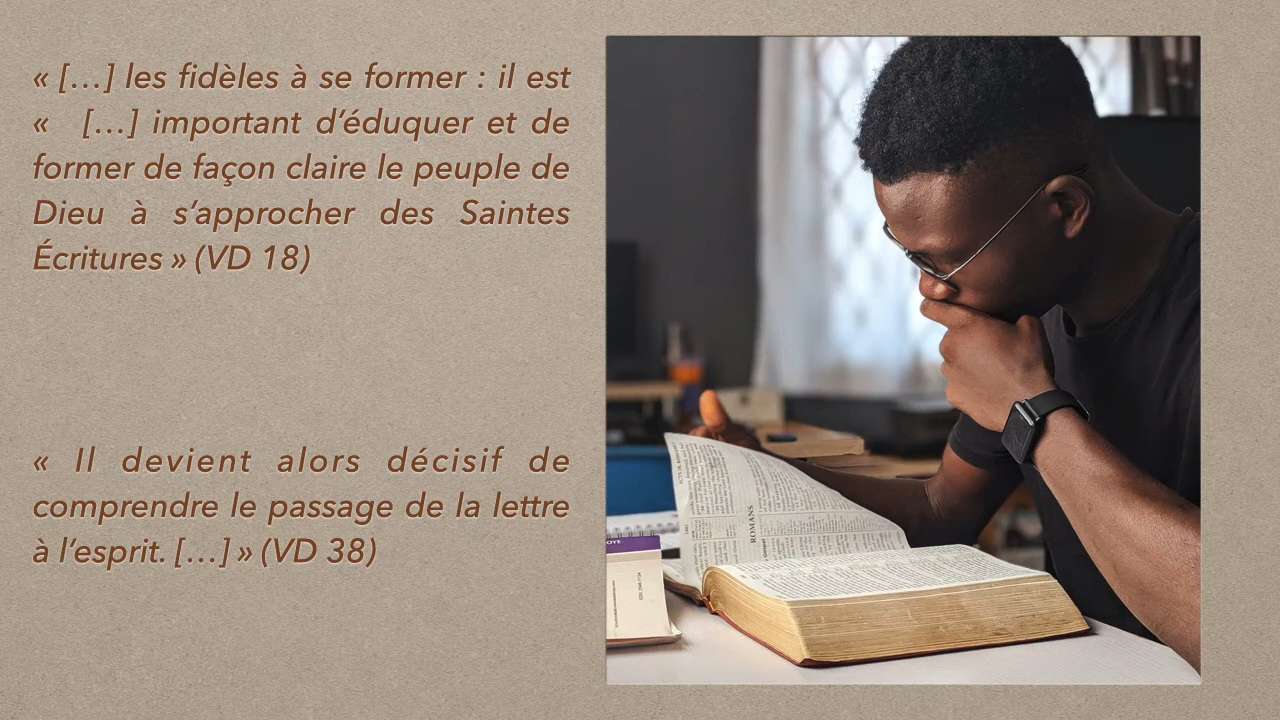 « […] les fidèles à se former : il est
« […] important d’éduquer et de
former de façon claire le peuple de
Dieu à s’approcher des Saintes
Écritures » (VD 18)
« Il devient alors décisif de
comprendre le passage de la lettre
à l’esprit. […] » (VD 38)
ROMANS